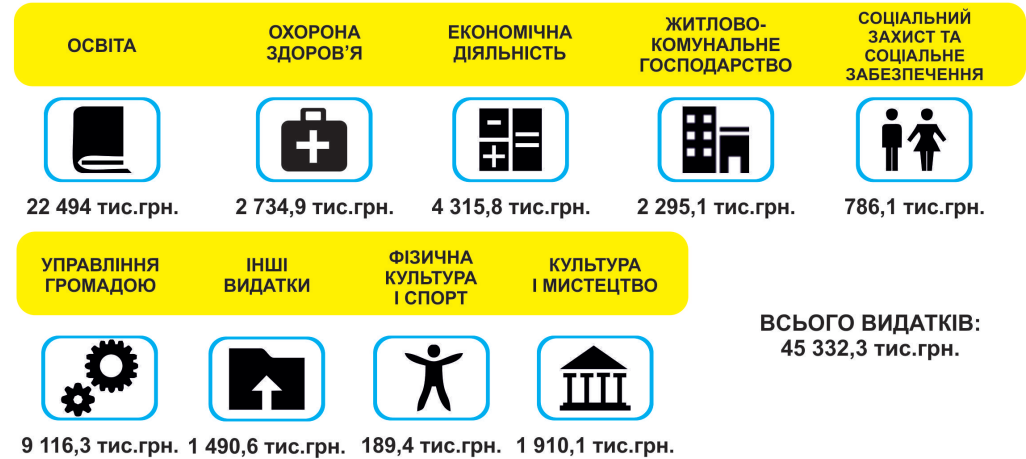 ОСВІТА
ОХОРОНА
ЗДОРОВ’Я
ЕКОНОМІЧНА
ДІЯЛЬНІСТЬ
ЖИТЛОВО-
КОМУНАЛЬНЕ
ГОСПОДАРСТВО
СОЦІАЛЬНИЙ
ЗАХИСТ ТА
СОЦІАЛЬНЕ
ЗАБЕЗПЕЧЕННЯ
22 494 тис.грн.
2 734,9 тис.грн.
4 315,8 тис.грн.
2 295,1 тис.грн.
786,1 тис.грн.
УПРАВЛІННЯ
ГРОМАДОЮ
ІНШІ
ВИДАТКИ
ФІЗИЧНА
КУЛЬТУРА
І СПОРТ
КУЛЬТУРА
І МИСТЕЦТВО
9 116,3 тис.грн.
1 490,6 тис.грн.
189,4 тис.грн.
1 910,1 тис.грн.
ВСЬОГО ВИДАТКІВ:
45 332,3 тис.грн.